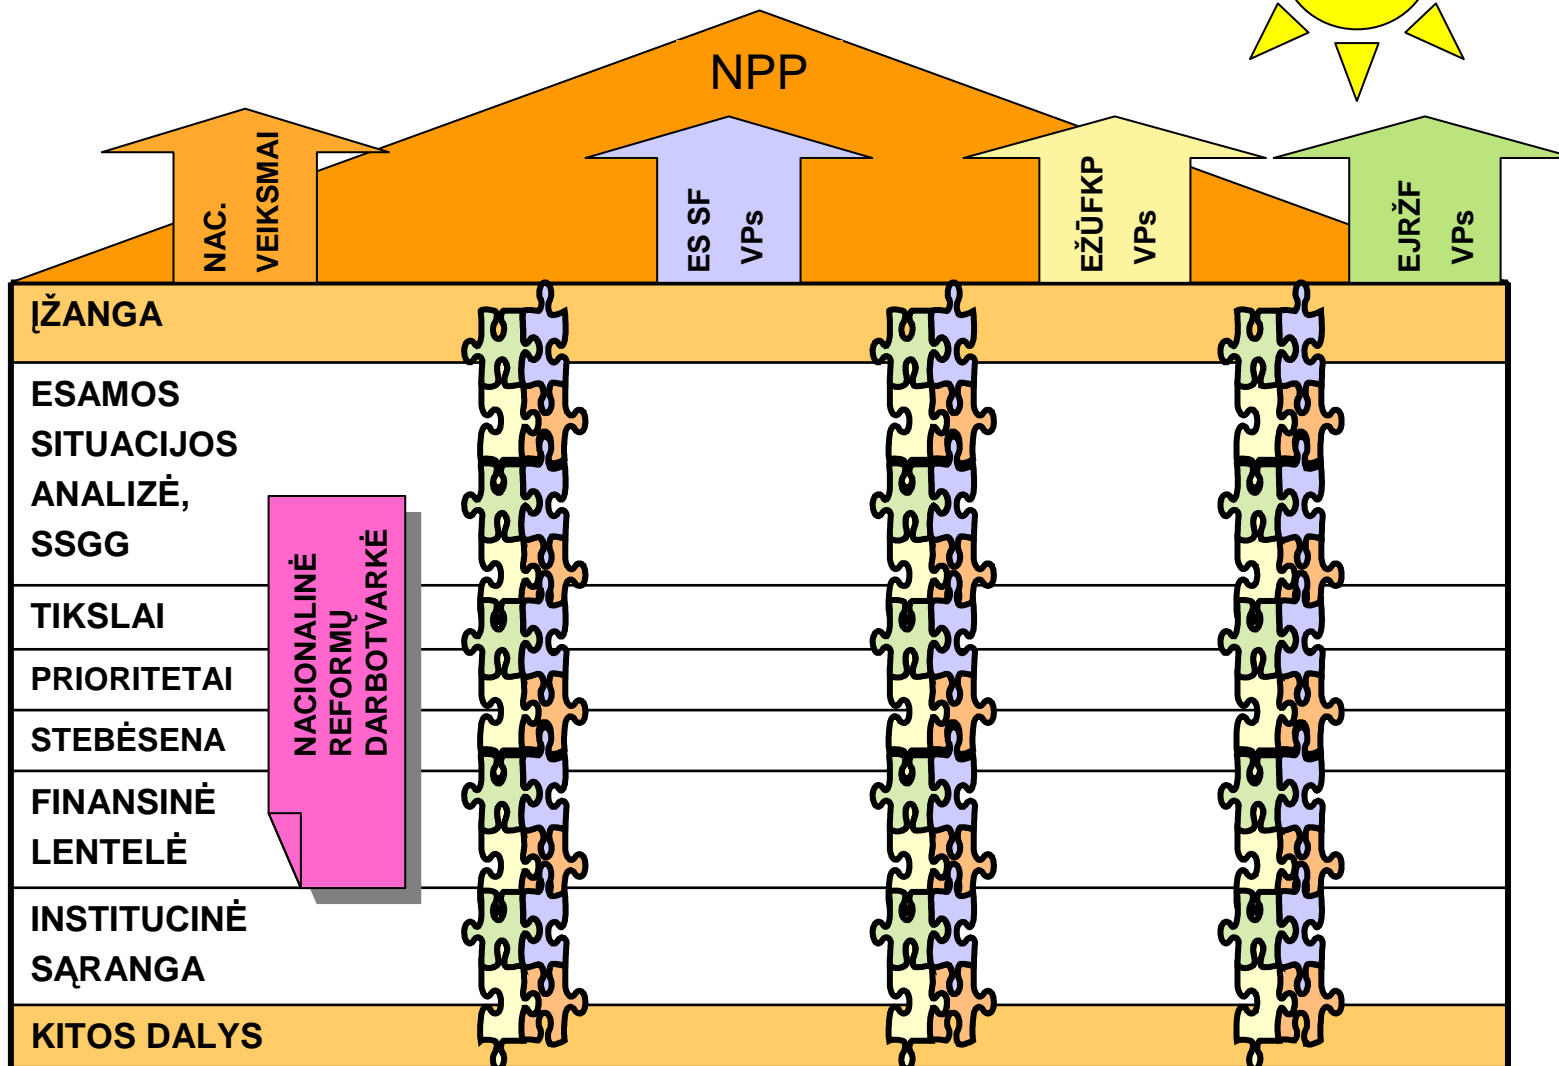 NPP
NAC.
VEIKSMAI
ES SF
VPs
EŽŪFKP
VPs
EJRŽF
VPs
ĮŽANGA
ESAMOS
SITUACIJOS
ANALIZĖ,
SSGG
TIKSLAI
PRIORITETAI
STEBĖSENA
FINANSINĖ
LENTELĖ
INSTITUCINĖ
SĄRANGA
KITOS DALYS
NACIONALINĖ
REFORMŲ
DARBOTVARKĖ